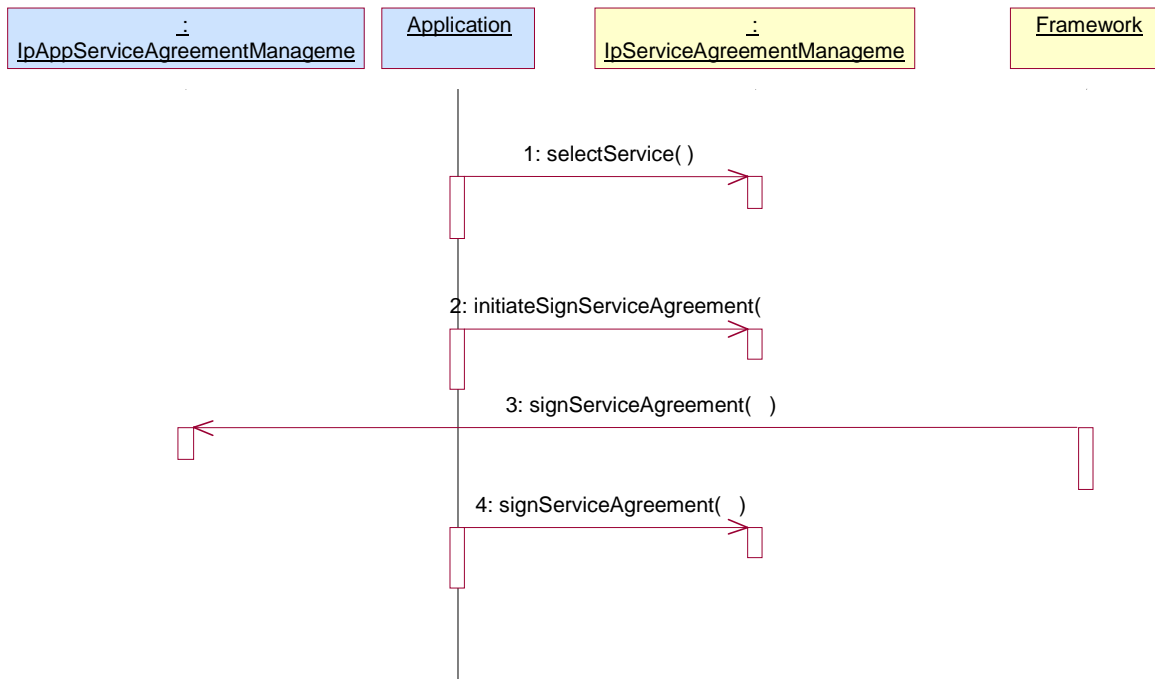 :
IpAppServiceAgreementManageme
Application
:
IpServiceAgreementManageme
Framework
1: selectService( )
2: initiateSignServiceAgreement(
3: signServiceAgreement( )
4: signServiceAgreement( )